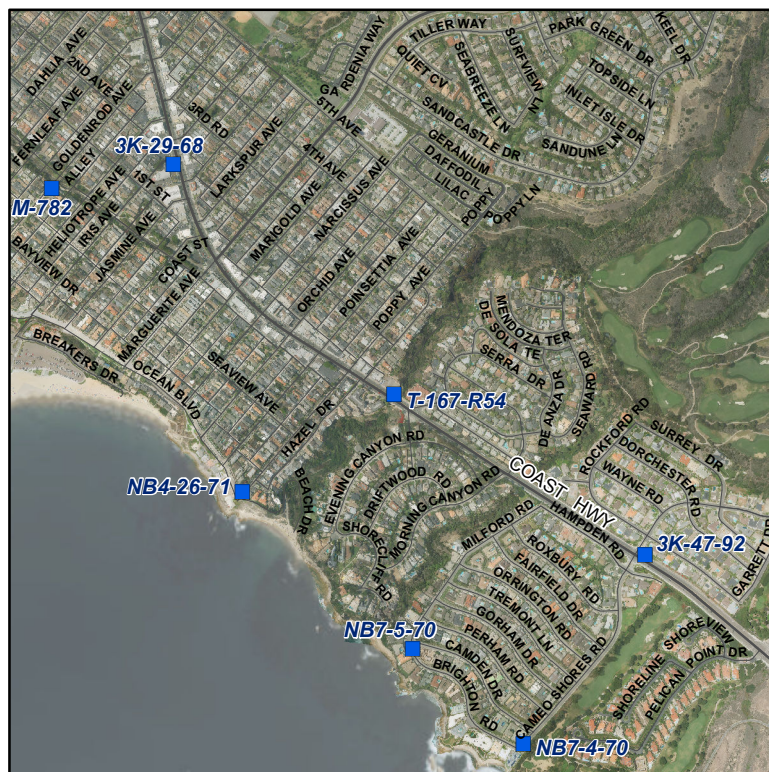 TILLER WAY
PARK GREEN DR
KEEL DR
GARDENIA WAY
QUIET CV
SEABREEZE LN
SURFVIEW LN
TOPSIDE LN
INLET ISLE DR
SANDUNE LN
DAHLIA AVE
2ND AVE
FERNLEAF AVE
GOLDENROD AVE
ALLEY
3RD RD
5TH AVE
4TH AVE
SANDCASTLE DR
GERANIUM
DAFFODIL
LILAC
POPPY
POPPY LN
3K-29-68
LARKSPUR AVE
1ST ST
M-782
HELIOTROPE AVE
IRIS AVE
JASMINE AVE
BAYVIEW DR
COAST ST
MARIGOLD AVE
NARCISSUS AVE
ORCHID AVE
POINSETTIA AVE
POPPY AVE
MARGUERITE AVE
BREAKERS DR
OCEAN BLVD
SEAVIEW AVE
HAZEL DR
MENDOZA TER
DE SOLA TE
SERRA DR
DE ANZA DR
SEAWARD RD
T-167-R54
ROCKFORD RD
SURREY DR
DORCHESTER RD
WAYNE RD
COAST HWY
EVENING CANYON RD
DRIFTWOOD RD
MORNING CANYON RD
BEACH DR
SHORECLIFF RD
NB4-26-71
MILFORD RD
HAMPDEN RD
3K-47-92
GARRETT DR
ROXBURY RD
FAIRFIELD DR
ORRINGTON RD
TREMONT LN
GORHAM DR
PERHAM RD
CAMDEN DR
BRIGHTON RD
NB7-5-70
CAMEO SHORES RD
SHORELINE
SHOREVIEW
PELICAN POINT DR
NB7-4-70